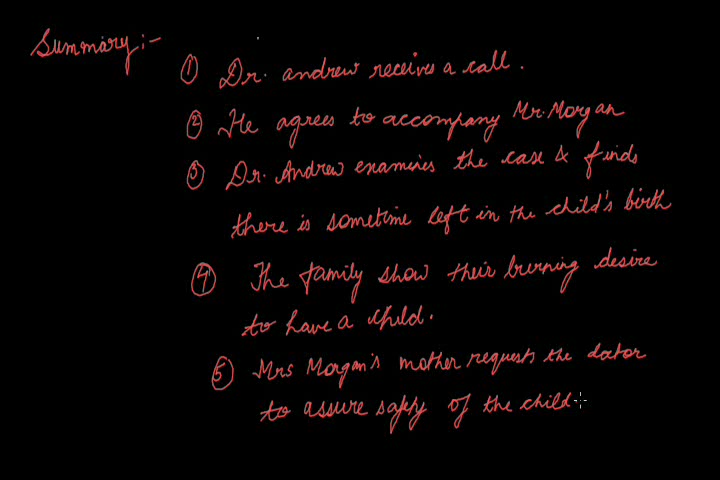 Summary:-
① Dr. andrew receives a call.
② He agrees to accompany Mr. Morgan
③ Dr. Andrew examines the case & finds
there is sometime left in the child's birth
④ The family show their burning desire
to have a child.
⑤ Mrs Morgan's mother requests the doctor
to assure safety of the child